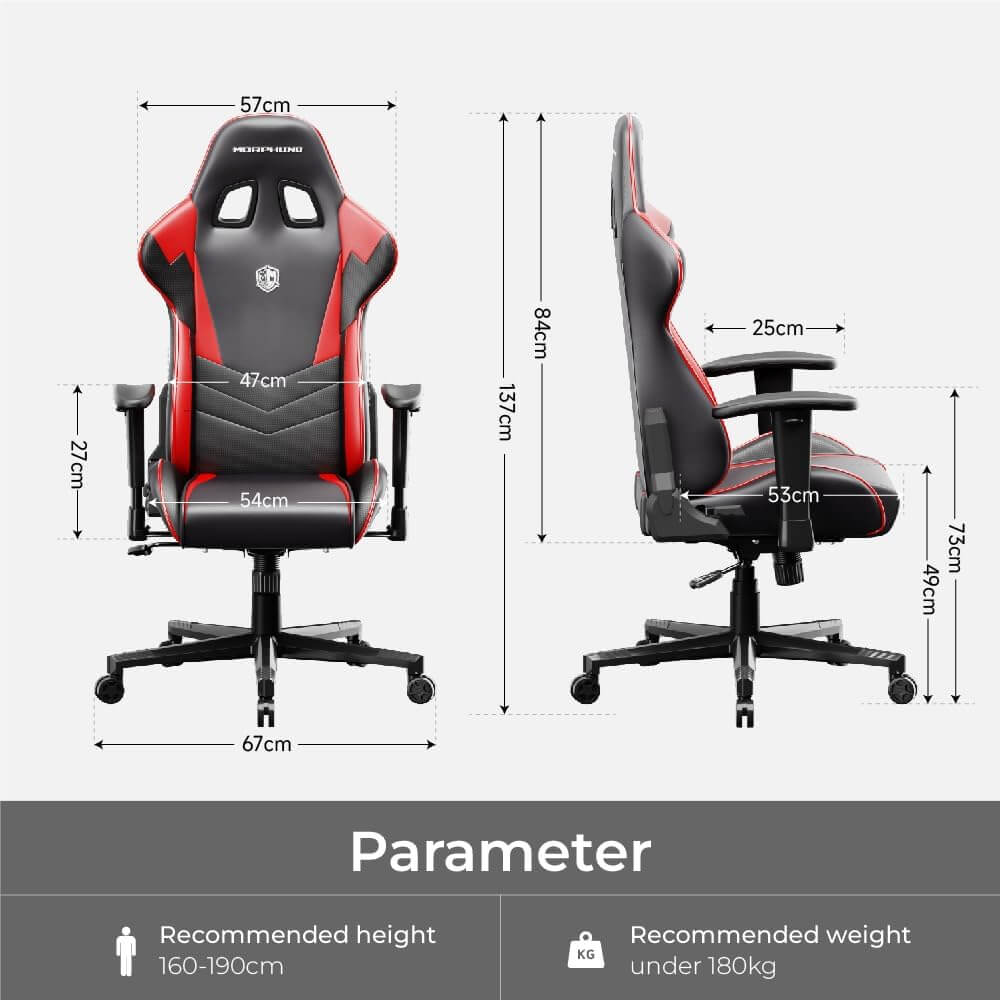 57cm
MORPHLING
47cm
27cm
54cm
67cm
137cm
84cm
25cm
53cm
49cm
73cm
Parameter
Recommended height
160-190cm
KG
Recommended weight
under 180kg